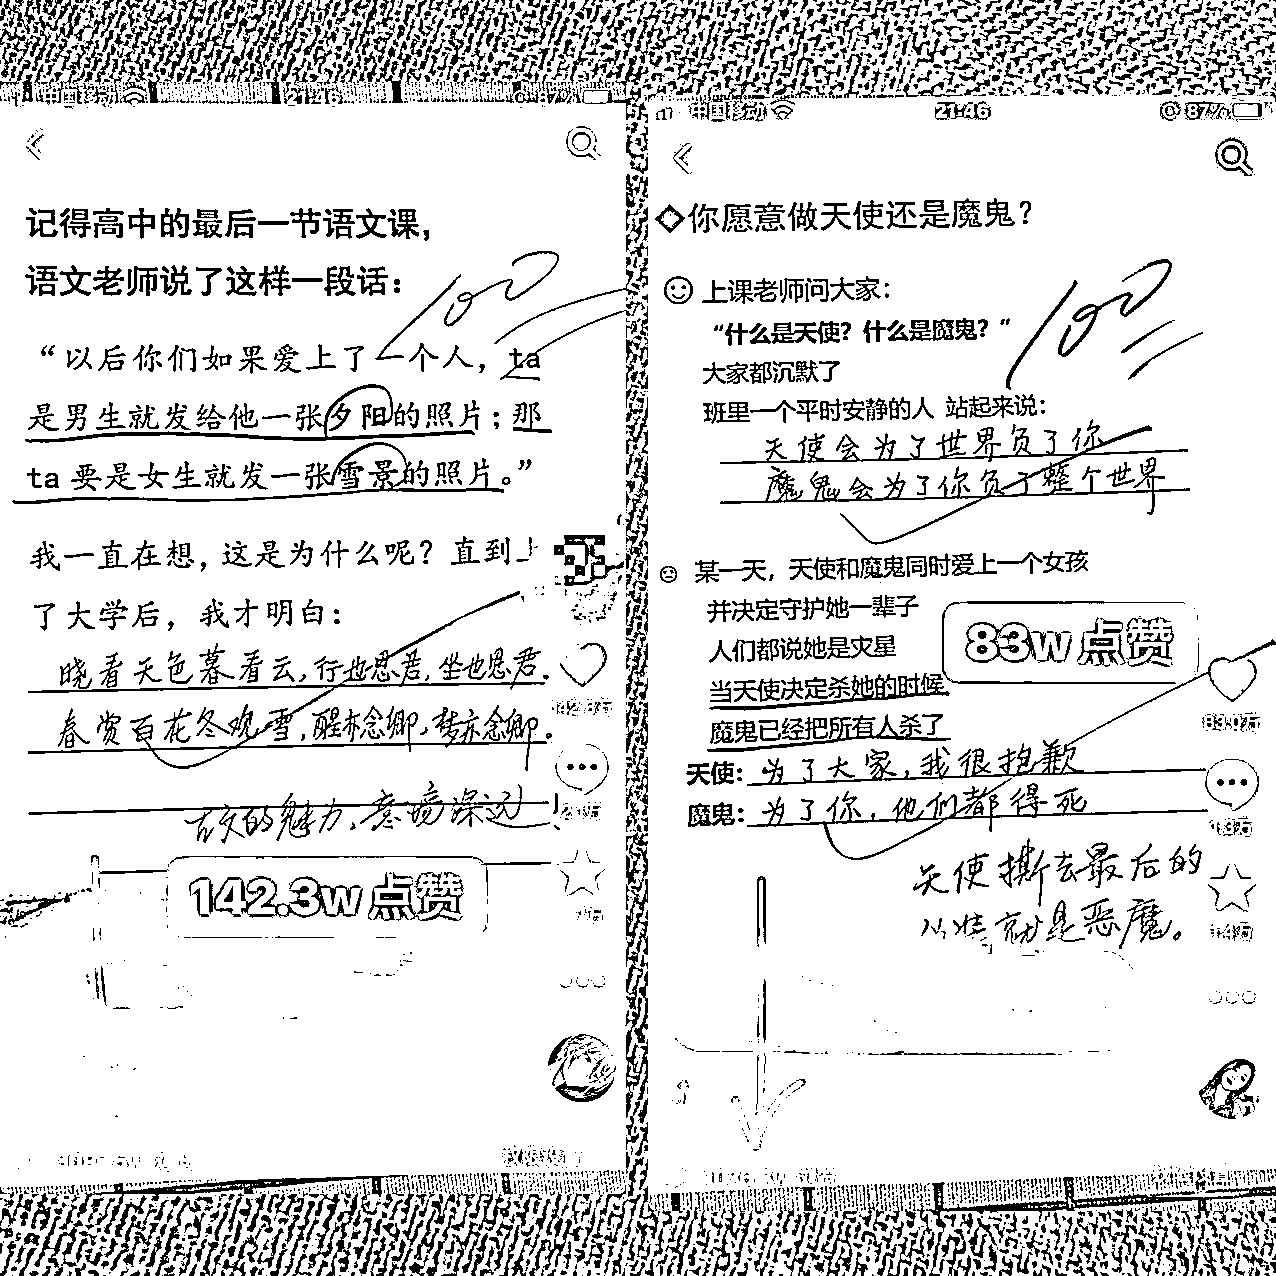 中国移动 21:46 87%
记得高中的最后一节语文课，
语文老师说了这样一段话：
100
“以后你们如果爱上了一个人，ta
是男生就发给他一张夕阳的照片；那
ta要是女生就发一张雪景的照片。”
我一直在想，这是为什么呢？直到上
了大学后，我才明白：
晓看天色暮看云，行也思君，坐也思君。
春赏百花冬观雪，醒亦念卿，梦亦念卿。
古文的魅力，意境深远！
142.3w 点赞
中国移动 21:46 87%
你愿意做天使还是魔鬼？
上课老师问大家：
100
“什么是天使？什么是魔鬼？”
大家都沉默了
班里一个平时安静的人 站起来说：
天使会为了世界负了你
魔鬼会为了你负了整个世界
某一天，天使和魔鬼同时爱上一个女孩
并决定守护她一辈子
人们都说她是灾星
83w 点赞
当天使决定杀她的时候，
魔鬼已经把所有人杀了
83.0万
天使：为了大家，我很抱歉
魔鬼：为了你，他们都得死
天使撕去最后的
伪装就是恶魔。